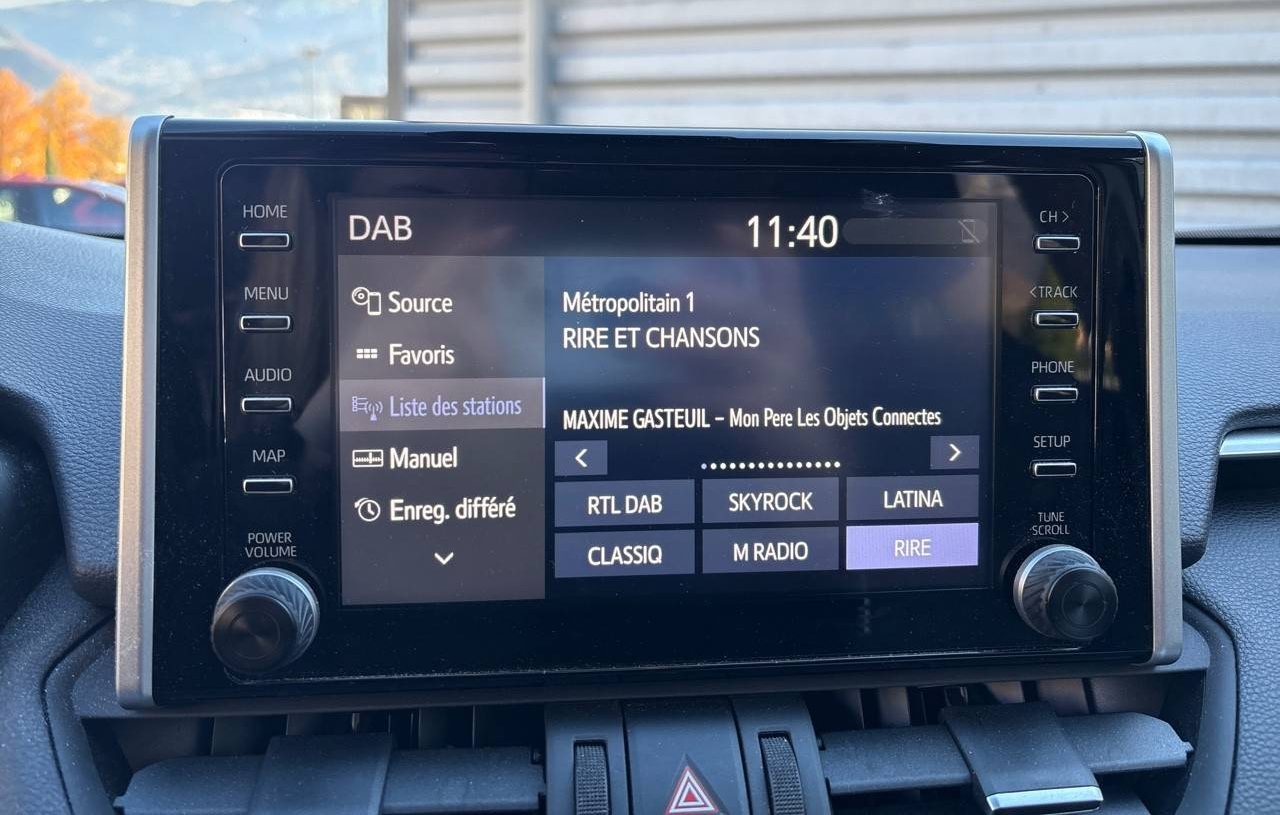 HOME
MENU
AUDIO
MAP
POWER
VOLUME
DAB
11:40
Source
Favoris
Liste des stations
Manuel
Enreg. différé
Métropolitain 1
RIRE ET CHANSONS
MAXIME GASTEUIL – Mon Pere Les Objets Connectes
<
>
RTL DAB
SKYROCK
LATINA
CLASSIQ
M RADIO
RIRE
CH >
<TRACK
PHONE
SETUP
TUNE
SCROLL